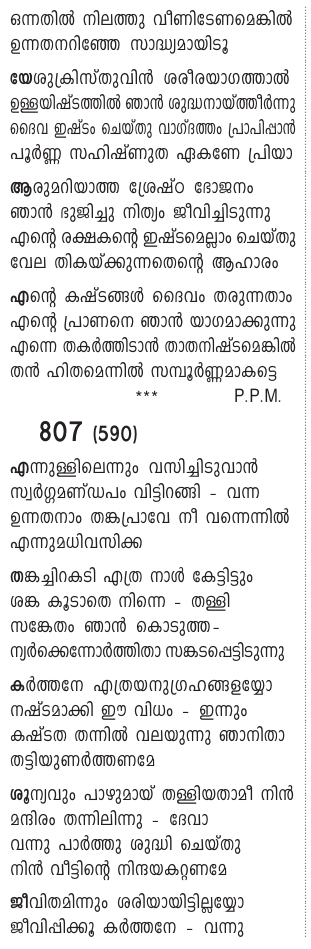 ഒന്നതിൽ നിലത്തു വീണിടേണമെങ്കിൽ
ഉന്നതനറിഞ്ഞേ സാദ്ധ്യമായിടൂ
യേശുക്രിസ്തുവിൻ ശരീരയാഗത്താൽ
ഉള്ളയിഷ്ടത്തിൽ ഞാൻ ശുദ്ധനായ്ത്തീർന്നു
ദൈവ ഇഷ്ടം ചെയ്തു വാഗ്ദത്തം പ്രാപിപ്പാൻ
പൂർണ്ണ സഹിഷ്ണുത ഏകണേ പ്രിയാ
ആരുമറിയാത്ത ശ്രേഷ്ഠ ഭോജനം
ഞാൻ ഭുജിച്ചു നിത്യം ജീവിച്ചിടുന്നു
എന്റെ രക്ഷകന്റെ ഇഷ്ടമെല്ലാം ചെയ്തു
വേല തികയ്ക്കുന്നതെന്റെ ആഹാരം
എന്റെ കഷ്ടങ്ങൾ ദൈവം തരുന്നതാം
എന്റെ പ്രാണനെ ഞാൻ യാഗമാക്കുന്നു
എന്നെ തകർത്തിടാൻ താതനിഷ്ടമെങ്കിൽ
തൻ ഹിതമെന്നിൽ സമ്പൂർണ്ണമാകട്ടെ
*** P.P.M.
807 (590)
എന്നുള്ളിലെന്നും വസിച്ചിടുവാൻ
സ്വർഗ്ഗമണ്ഡപം വിട്ടിറങ്ങി - വന്ന
ഉന്നതനാം തങ്കപ്രാവേ നീ വന്നെന്നിൽ
എന്നുമധിവസിക്ക
തങ്കച്ചിറകടി എത്ര നാൾ കേട്ടിട്ടും
ശങ്ക കൂടാതെ നിന്നെ - തള്ളി
സങ്കേതം ഞാൻ കൊടുത്ത-
ന്യർക്കെന്നോർത്തിതാ സങ്കടപ്പെട്ടിടുന്നു
കർത്തനേ എത്രയനുഗ്രഹങ്ങളയ്യോ
നഷ്ടമാക്കി ഈ വിധം - ഇന്നും
കഷ്ടത തന്നിൽ വലയുന്നു ഞാനിതാ
തട്ടിയുണർത്തണമേ
ശൂന്യവും പാഴുമായ് തള്ളിയതാമീ നിൻ
മന്ദിരം തന്നിലിന്നു - ദേവാ
വന്നു പാർത്തു ശുദ്ധി ചെയ്തു
നിൻ വീട്ടിന്റെ നിന്ദയകറ്റണമേ
ജീവിതമിന്നും ശരിയായിട്ടില്ലയ്യോ
ജീവിപ്പിക്കൂ കർത്തനേ - വന്നു